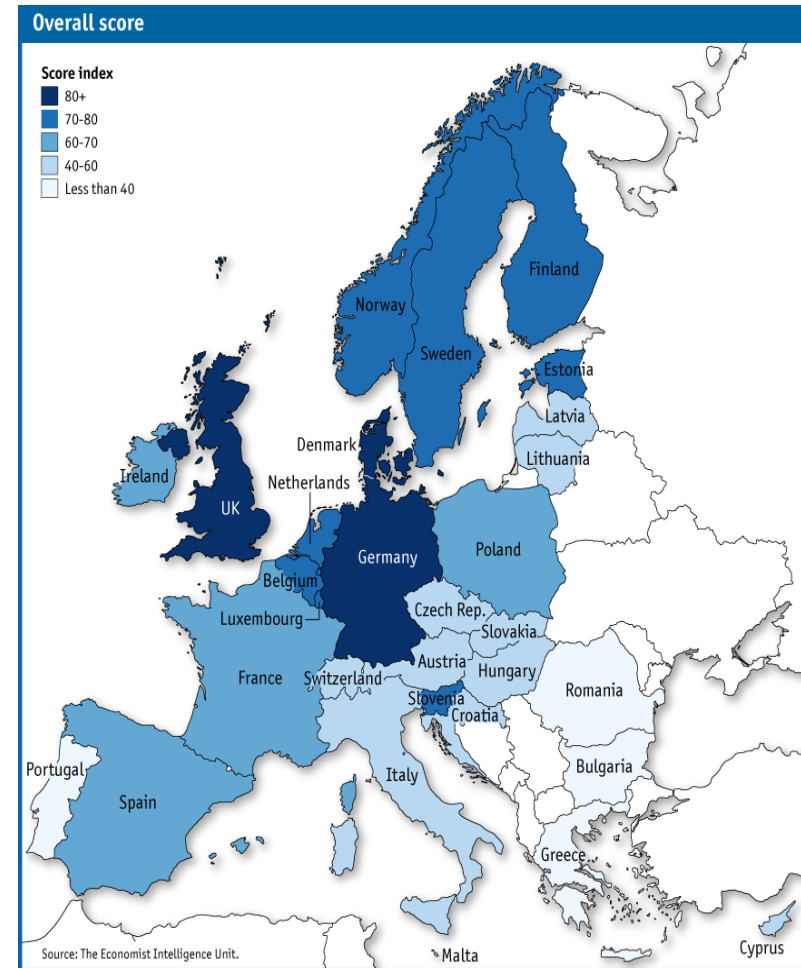 Overall score
Score index
80+
70-80
60-70
40-60
Less than 40
Finland
Norway
Sweden
Estonia
Latvia
Denmark
Lithuania
Netherlands
Ireland
UK
Germany
Poland
Belgium
Czech Rep.
Luxembourg
Slovakia
Austria
Hungary
France
Switzerland
Romania
Slovenia
Croatia
Portugal
Bulgaria
Italy
Spain
Greece
Cyprus
Source: The Economist Intelligence Unit.
Malta